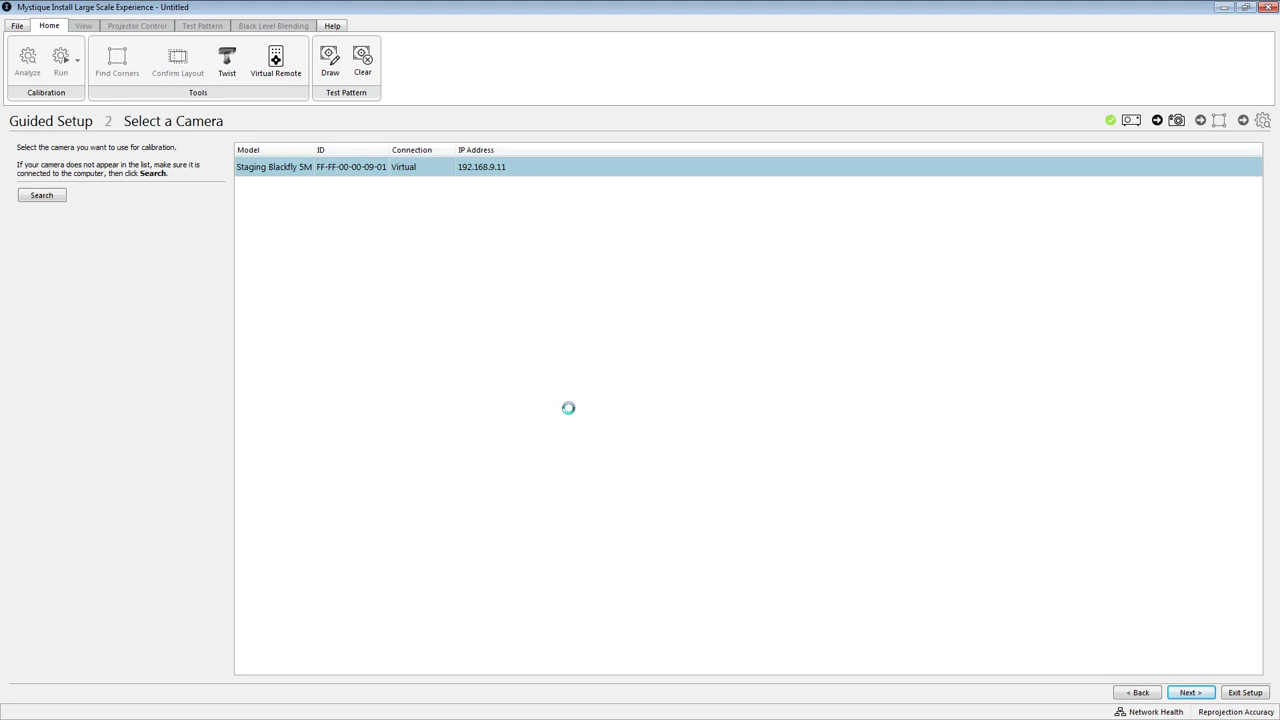 Mystique Install Large Scale Experience - Untitled
File Home View Projector Control Test Pattern Black Level Blending Help
Analyze Run Find Corners Confirm Layout Twist Virtual Remote Draw Clear
Calibration Tools Test Pattern
Guided Setup 2 Select a Camera
Select the camera you want to use for calibration.
If your camera does not appear in the list, make sure it is
connected to the computer, then click Search.
Search
Model ID Connection IP Address
Staging Blackfly 5M FF-FF-00-00-09-01 Virtual 192.168.9.11
< Back Next > Exit Setup
Network Health Reprojection Accuracy